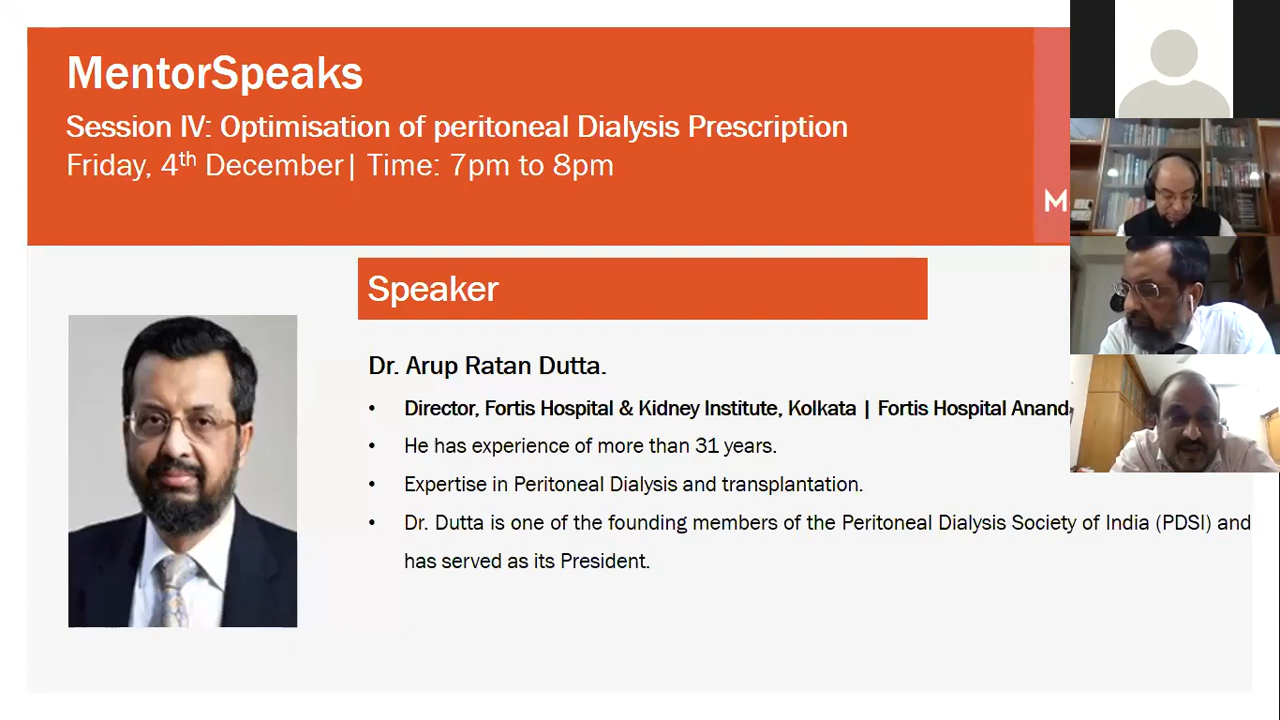 MentorSpeaks
Session IV: Optimisation of peritoneal Dialysis Prescription
Friday, 4th December| Time: 7pm to 8pm
M
Speaker
Dr. Arup Ratan Dutta.
• Director, Fortis Hospital & Kidney Institute, Kolkata | Fortis Hospital Anand
• He has experience of more than 31 years.
• Expertise in Peritoneal Dialysis and transplantation.
• Dr. Dutta is one of the founding members of the Peritoneal Dialysis Society of India (PDSI) and
has served as its President.